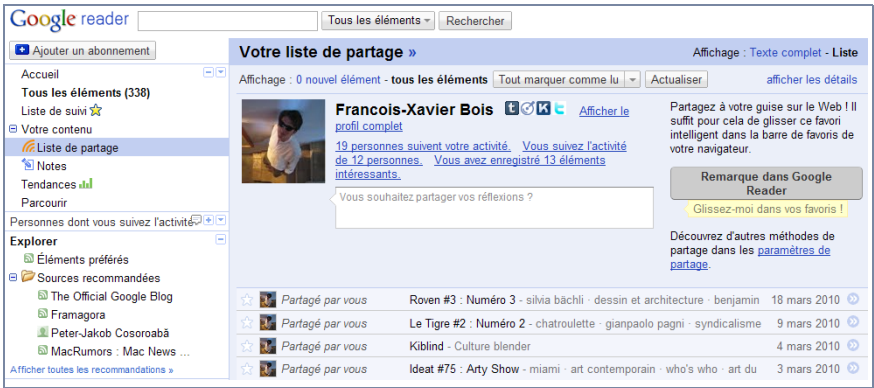 Google reader
Tous les éléments
Rechercher
Ajouter un abonnement
Accueil
Tous les éléments (338)
Liste de suivi
Votre contenu
Liste de partage
Notes
Tendances
Parcourir
Personnes dont vous suivez l'activité
Explorer
Éléments préférés
Sources recommandées
The Official Google Blog
Framagora
Peter-Jakob Cosoroabă
MacRumors : Mac News ...
Afficher toutes les recommandations »
Votre liste de partage »
Affichage : Texte complet - Liste
Affichage : 0 nouvel élément - tous les éléments
Tout marquer comme lu
Actualiser
afficher les détails
Francois-Xavier Bois
Afficher le
profil complet
19 personnes suivent votre activité. Vous suivez l'activité
de 12 personnes. Vous avez enregistré 13 éléments
intéressants.
Vous souhaitez partager vos réflexions ?
Partagez à votre guise sur le Web ! Il
suffit pour cela de glisser ce favori
intelligent dans la barre de favoris de
votre navigateur.
Remarque dans Google
Reader
Glissez-moi dans vos favoris !
Découvrez d'autres méthodes de
partage dans les paramètres de
partage.
Partagé par vous Roven #3 : Numéro 3 - silvia bächli · dessin et architecture · benjamin 18 mars 2010
Partagé par vous Le Tigre #2 : Numéro 2 - chatroulette · gianpaolo pagni · syndicalisme 9 mars 2010
Partagé par vous Kiblind - Culture blender 4 mars 2010
Partagé par vous Ideat #75 : Arty Show - miami · art contemporain · who's who · art du 3 mars 2010